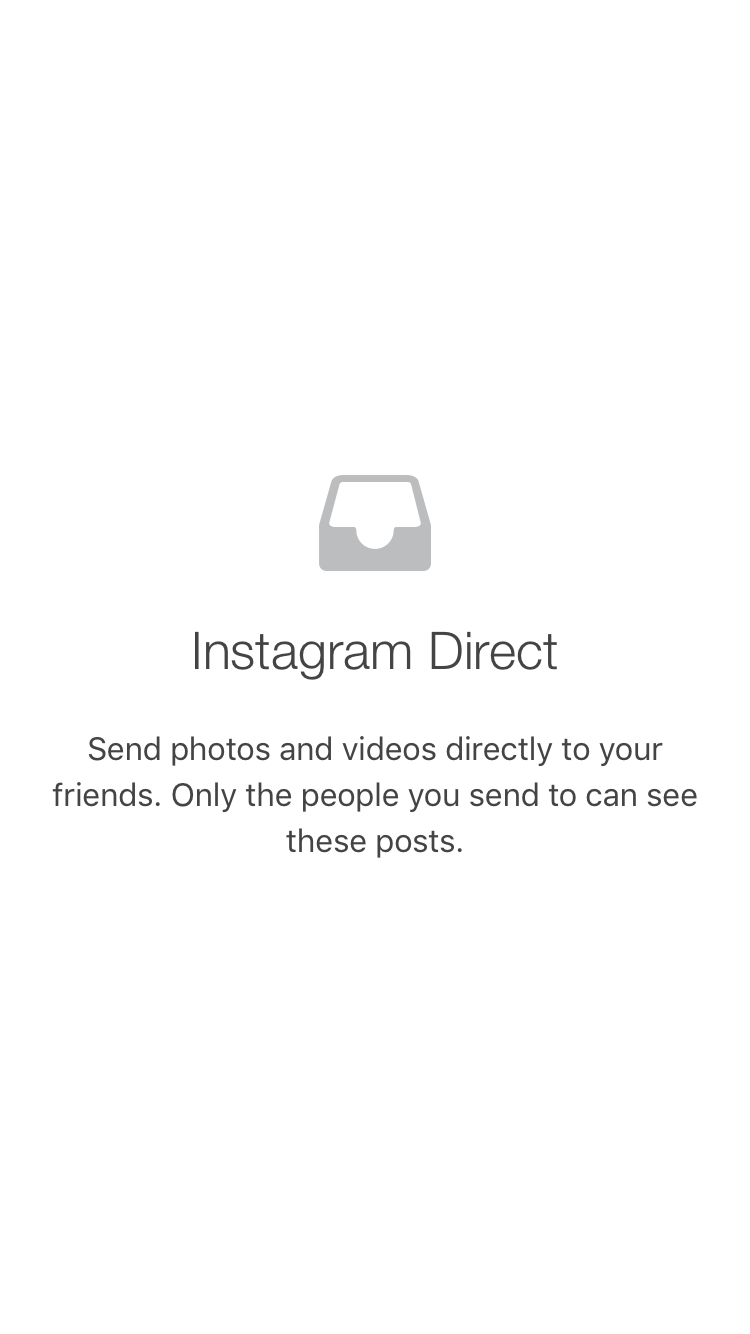 Instagram Direct
Send photos and videos directly to your
friends. Only the people you send to can see
these posts.